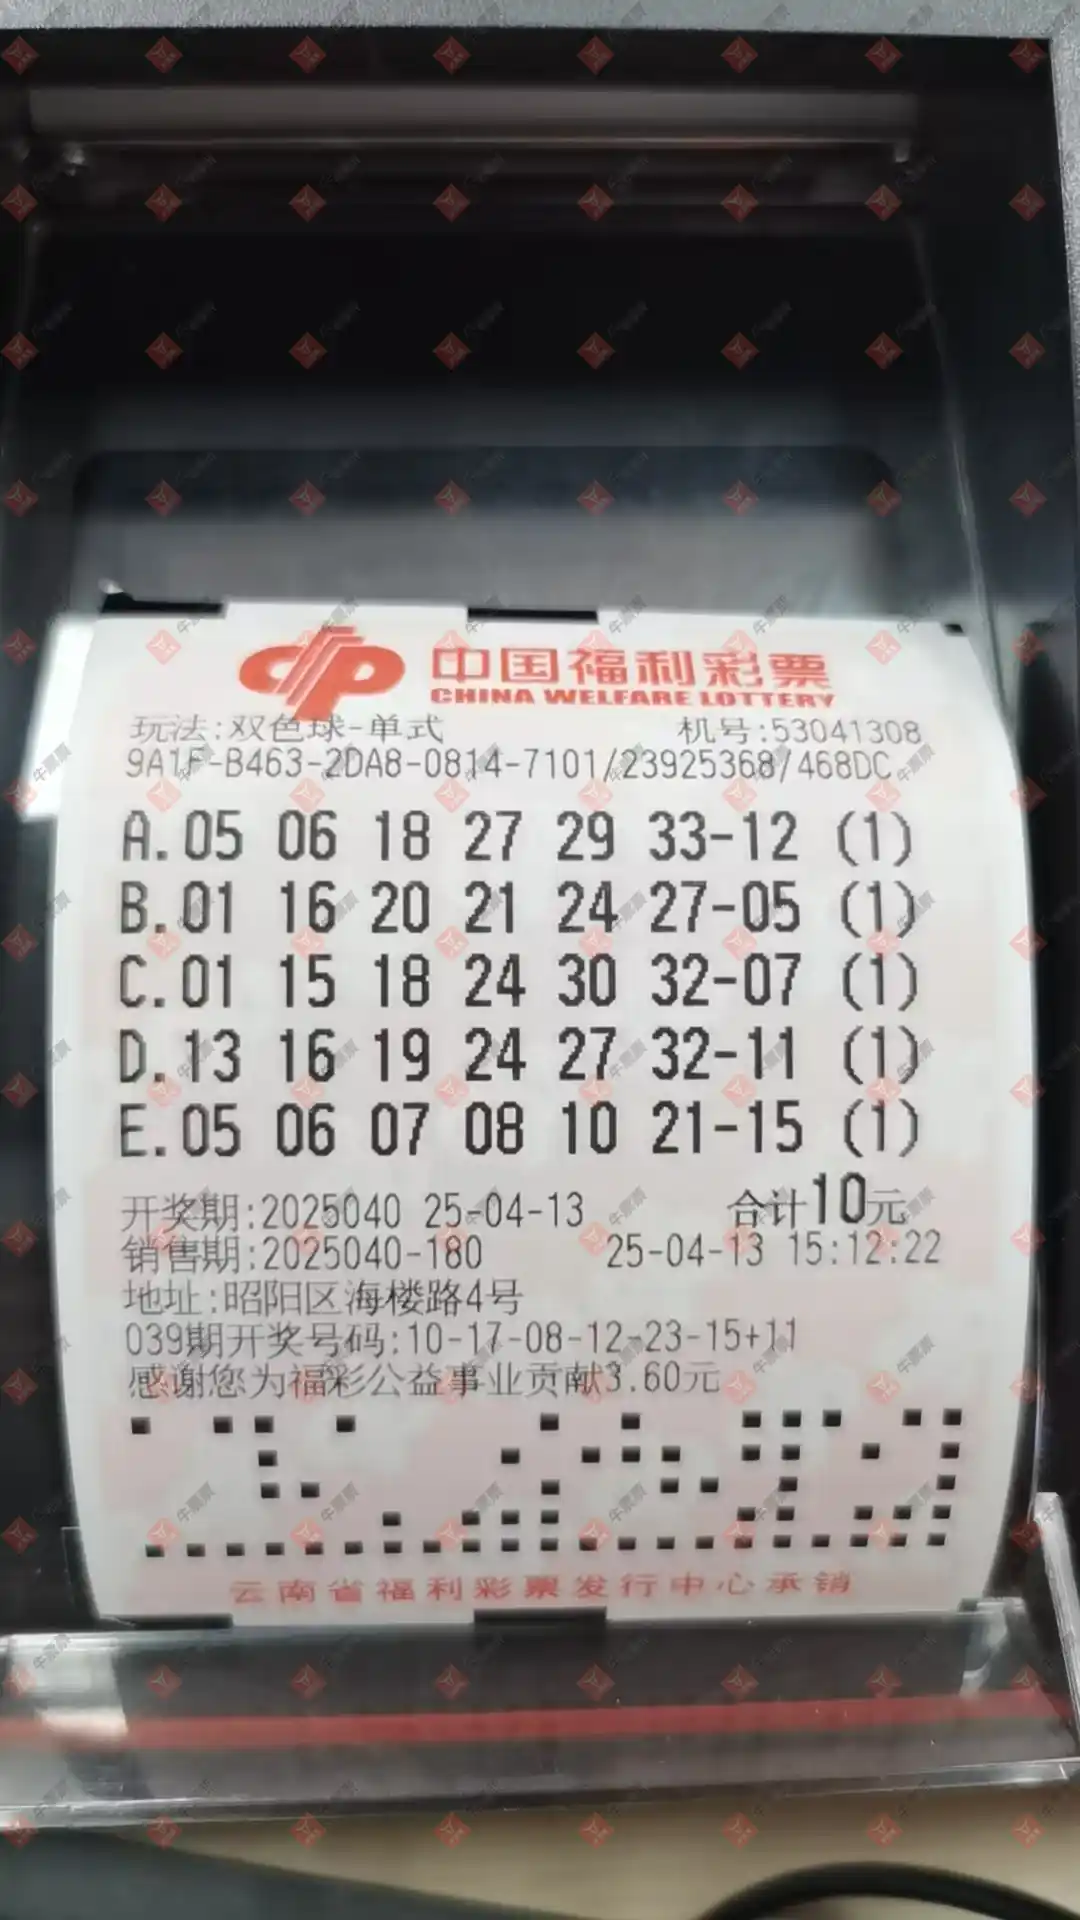 中国福利彩票
CHINA WELFARE LOTTERY
玩法:双色球-单式 机号:53041308
9A1F-B463-2DA8-0814-7101/23925368/468DC
A.05 06 18 27 29 33-12 (1)
B.01 16 20 21 24 27-05 (1)
C.01 15 18 24 30 32-07 (1)
D.13 16 19 24 27 32-11 (1)
E.05 06 07 08 10 21-15 (1)
开奖期:2025040 25-04-13 合计10元
销售期:2025040-180 25-04-13 15:12:22
地址:昭阳区海楼路4号
039期开奖号码:10-17-08-12-23-15+11
感谢您为福彩公益事业贡献3.60元
云南省福利彩票发行中心承销